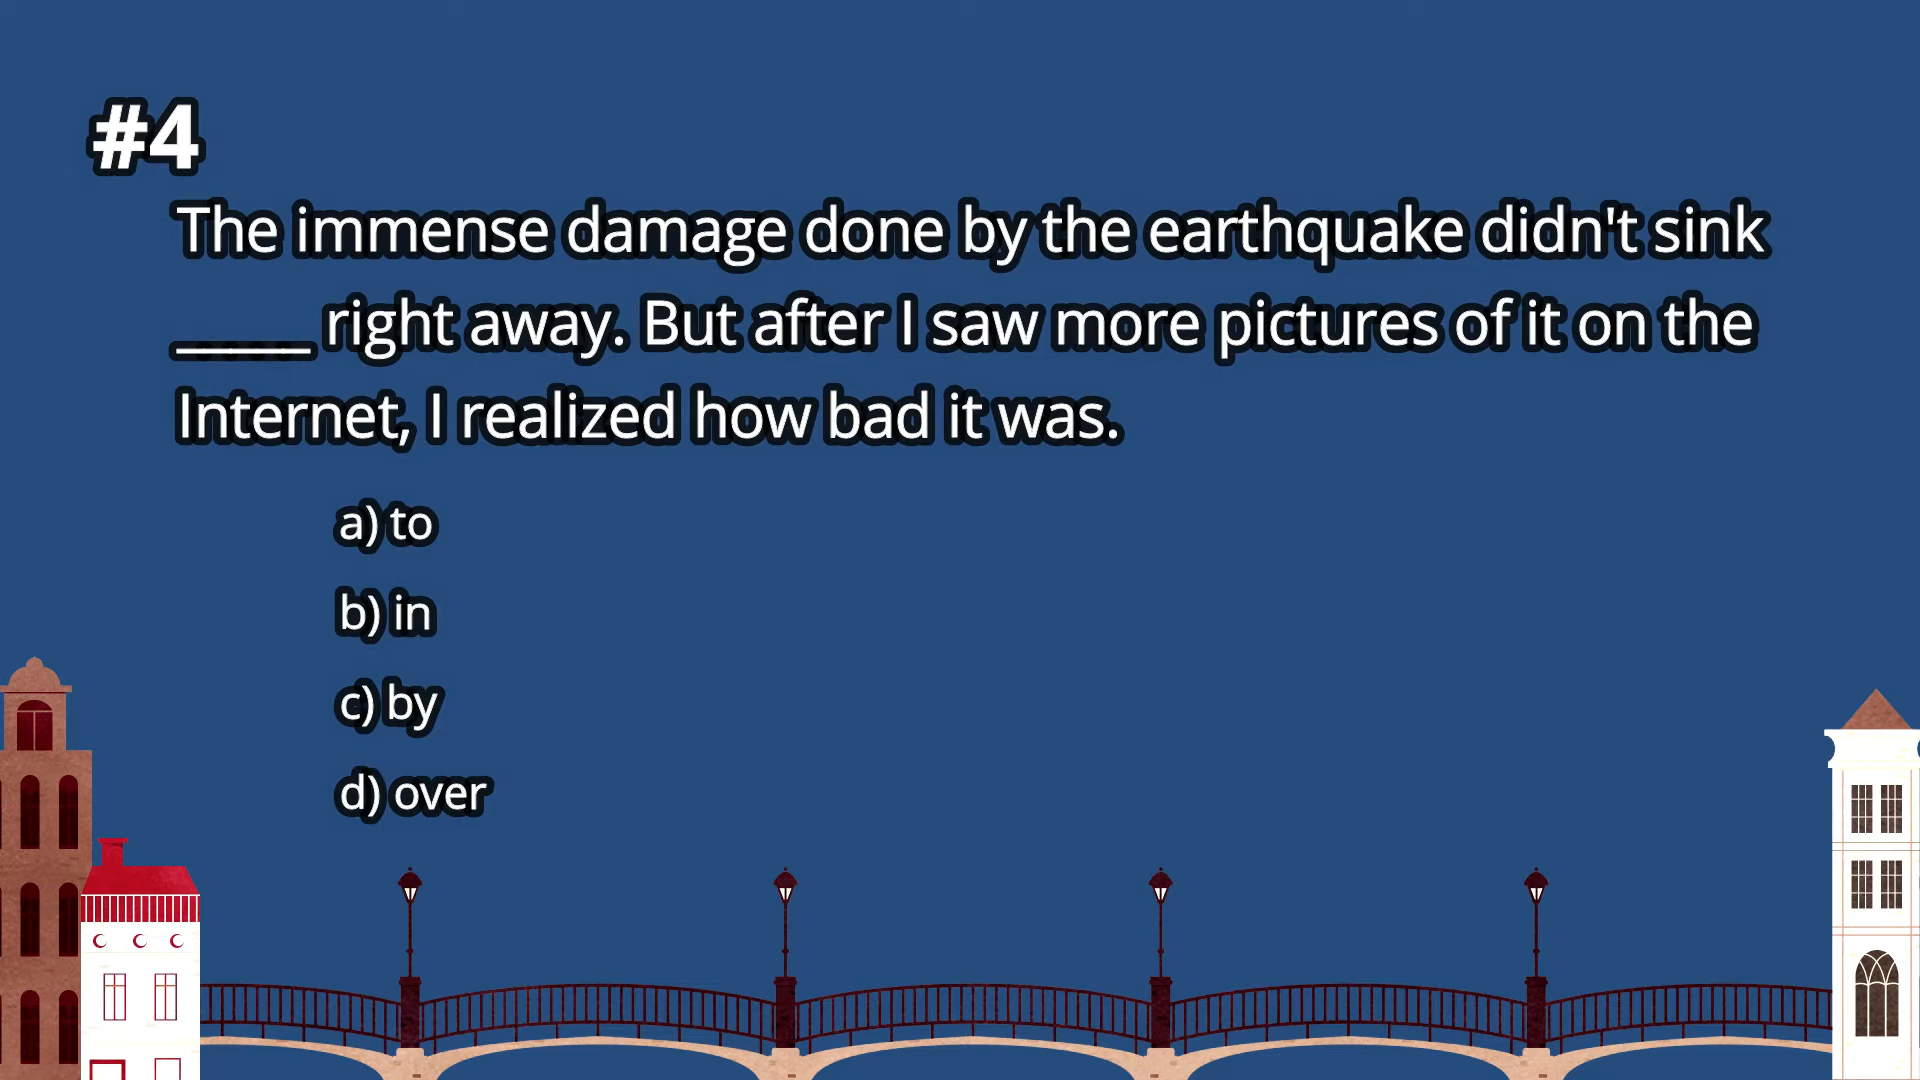 #4
The immense damage done by the earthquake didn't sink
_____ right away. But after I saw more pictures of it on the
Internet, I realized how bad it was.
a) to
b) in
c) by
d) over